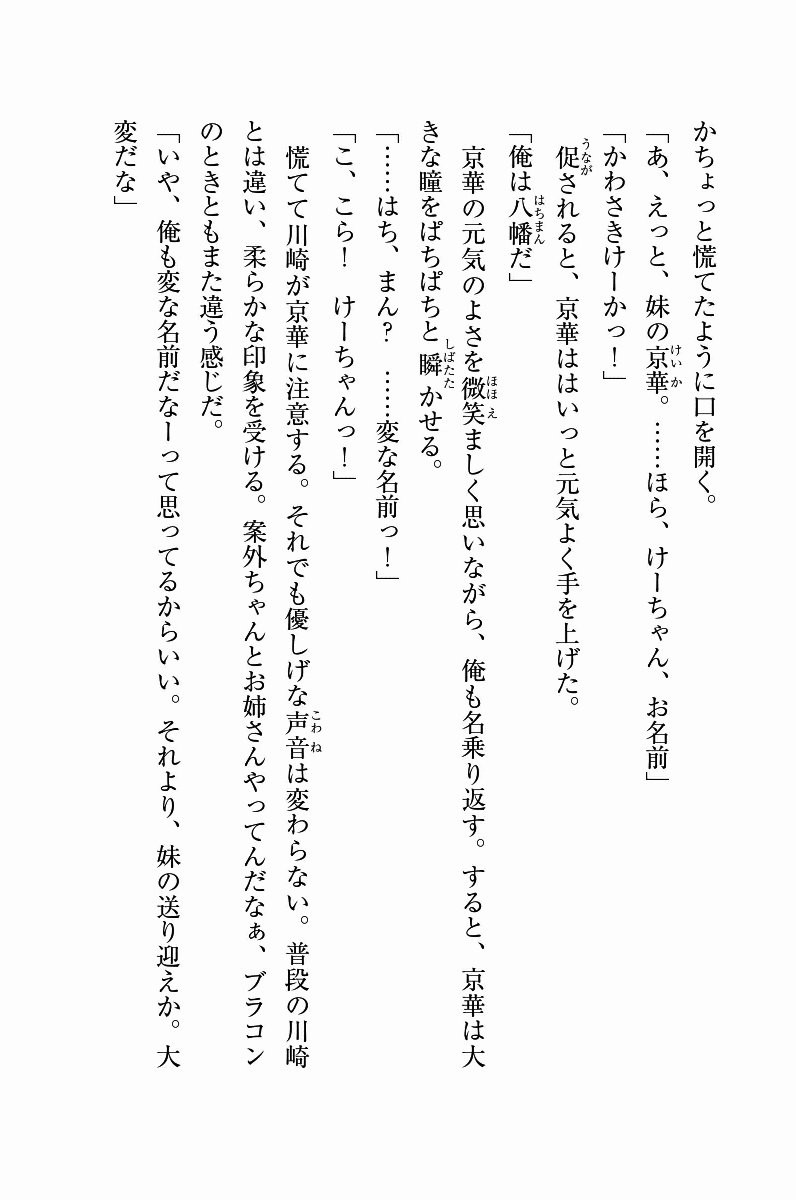 かちょっと慌てたように口を開く。
「あ、えっと、妹の京華。……ほら、けーちゃん、お名前」
「かわさきけーかっ！」
促されると、京華ははいっと元気よく手を上げた。
「俺は八幡だ」
京華の元気のよさを微笑ましく思いながら、俺も名乗り返す。すると、京華は大
きな瞳をぱちぱちと瞬かせる。
「……はち、まん？　……変な名前っ！」
「こ、こら！　けーちゃんっ！」
慌てて川崎が京華に注意する。それでも優しげな声音は変わらない。普段の川崎
とは違い、柔らかな印象を受ける。案外ちゃんとお姉さんやってんだなぁ、ブラコン
のときともまた違う感じだ。
「いや、俺も変な名前だなーって思ってるからいい。それより、妹の送り迎えか。大
変だな」